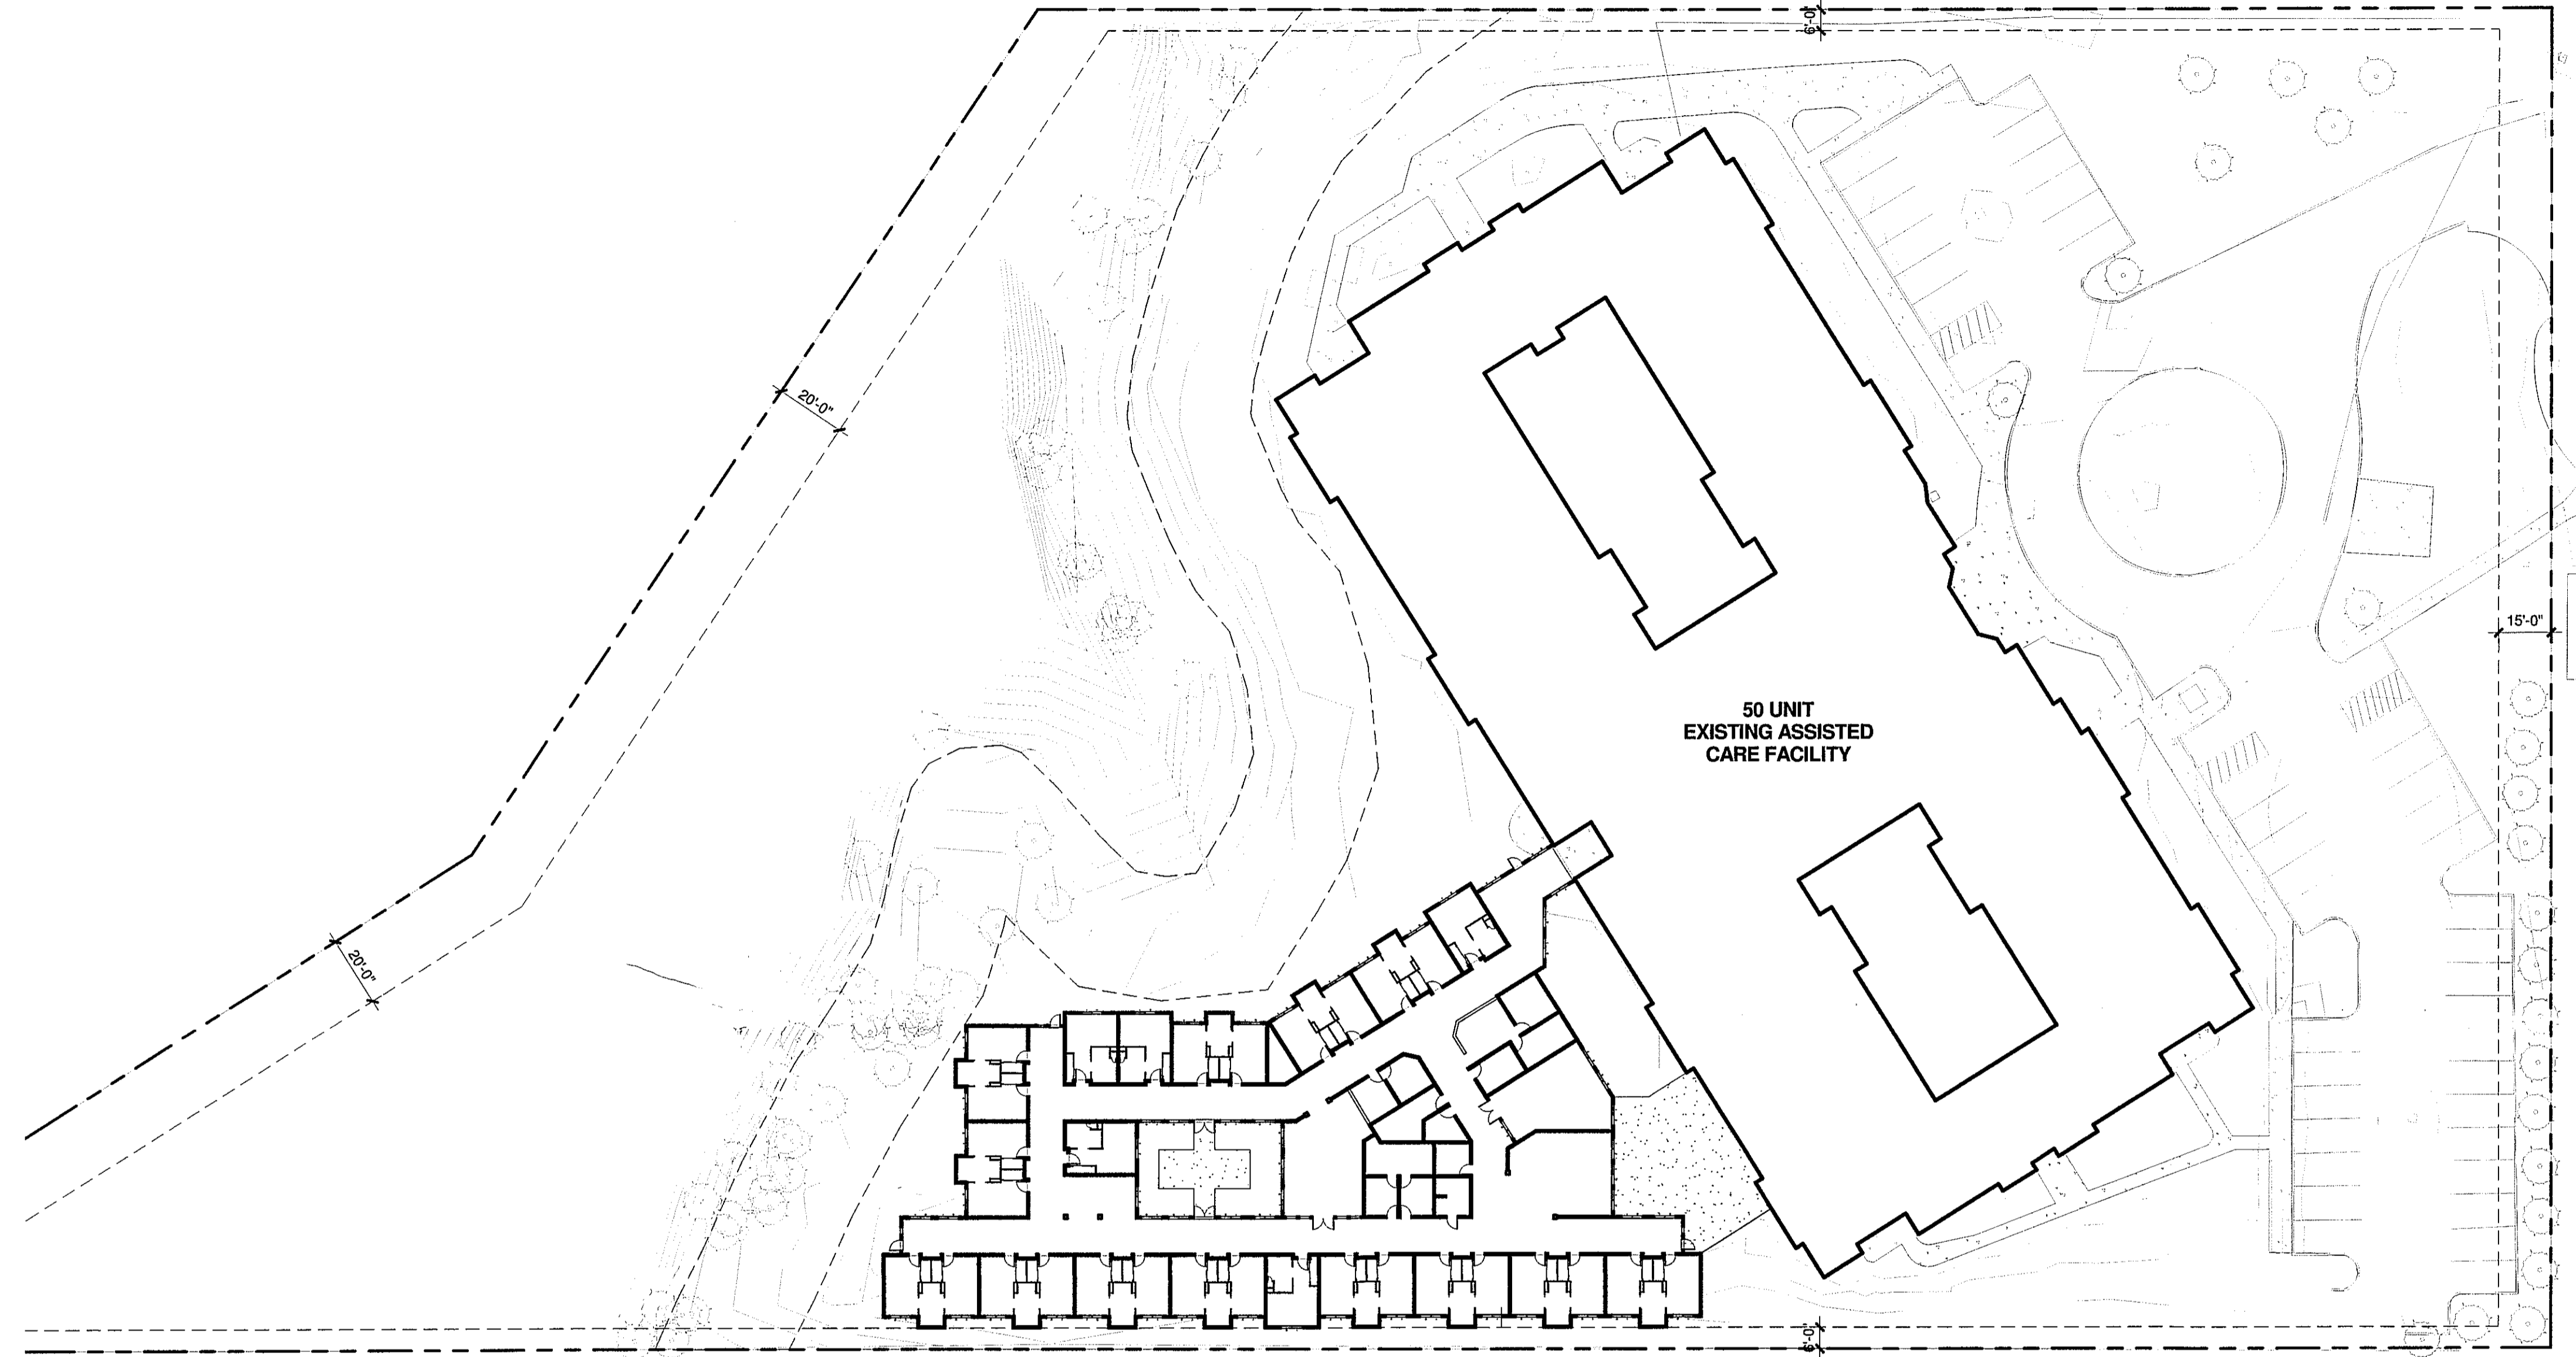 6'-0"
20'-0"
15'-0"
50 UNIT
EXISTING ASSISTED
CARE FACILITY
20'-0"
6'-0"